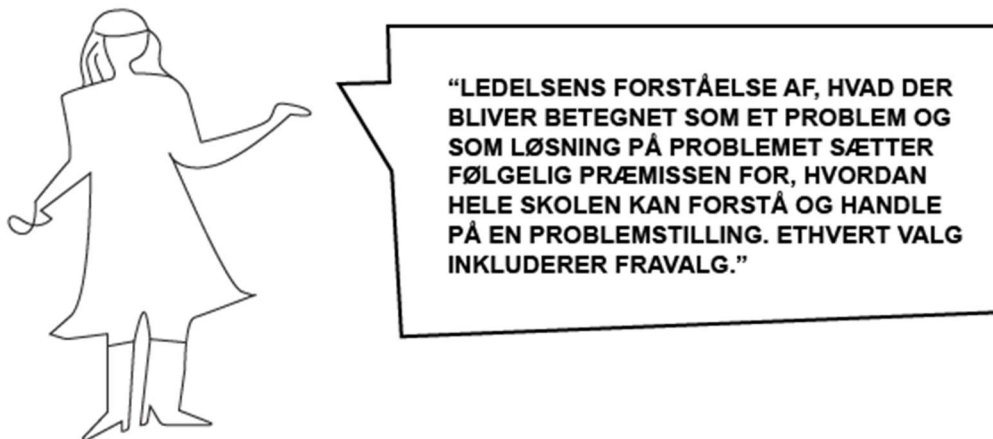 “LEDELSENS FORSTÅELSE AF, HVAD DER
BLIVER BETEGNET SOM ET PROBLEM OG
SOM LØSNING PÅ PROBLEMET SÆTTER
FØLGELIG PRÆMISSEN FOR, HVORDAN
HELE SKOLEN KAN FORSTÅ OG HANDLE
PÅ EN PROBLEMSTILLING. ETHVERT VALG
INKLUDERER FRAVALG.”